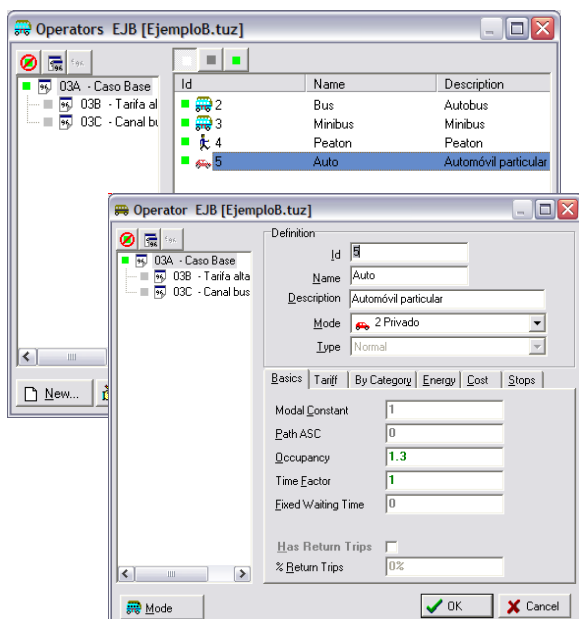 Operators EJB [EjemploB.tuz]
03A - Caso Base
03B - Tarifa al
03C - Canal bu
Id Name Description
2 Bus Autobus
3 Minibus Minibus
4 Peaton Peaton
5 Auto Automóvil particular
New...
Operator EJB [EjemploB.tuz]
03A - Caso Base
03B - Tarifa alta
03C - Canal bus
Definition
Id 5
Name Auto
Description Automóvil particular
Mode 2 Privado
Type Normal
Basics Tariff By Category Energy Cost Stops
Modal Constant 1
Path ASC 0
Occupancy 1.3
Time Factor 1
Fixed Waiting Time 0
Has Return Trips
% Return Trips 0%
Mode
OK Cancel